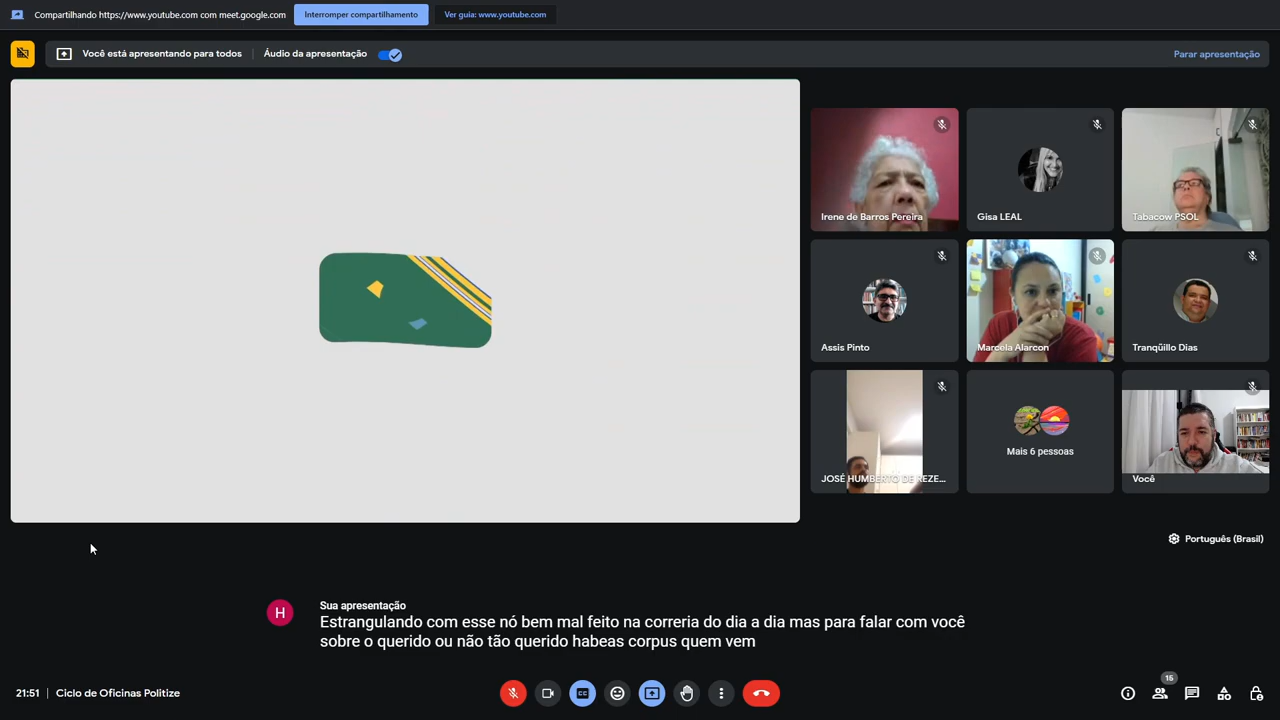 Compartilhando https://www.youtube.com com meet.google.com
Interromper compartilhamento
Ver guia: www.youtube.com
Você está apresentando para todos
Áudio da apresentação
Parar apresentação
Irene de Barros Pereira
Gisa LEAL
Tabacow PSOL
Assis Pinto
Marcela Alarcon
Tranqüillo Dias
JOSÉ HUMBERTO DE REZE...
Mais 6 pessoas
Você
Português (Brasil)
H
Sua apresentação
Estrangulando com esse nó bem mal feito na correria do dia a dia mas para falar com você
sobre o querido ou não tão querido habeas corpus quem vem
21:51
Ciclo de Oficinas Politize
CC
15